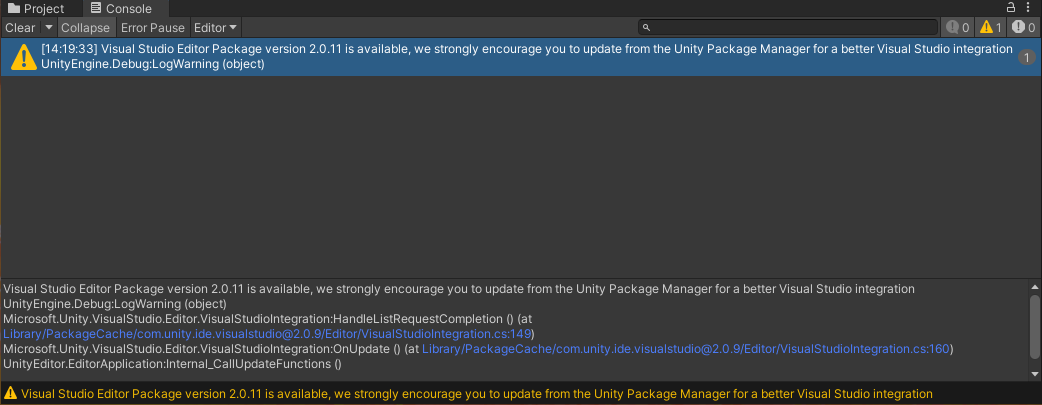 Project Console
Clear Collapse Error Pause Editor 0 1 0
[14:19:33] Visual Studio Editor Package version 2.0.11 is available, we strongly encourage you to update from the Unity Package Manager for a better Visual Studio integration
UnityEngine.Debug:LogWarning (object) 1
Visual Studio Editor Package version 2.0.11 is available, we strongly encourage you to update from the Unity Package Manager for a better Visual Studio integration
UnityEngine.Debug:LogWarning (object)
Microsoft.Unity.VisualStudio.Editor.VisualStudioIntegration:HandleListRequestCompletion () (at
Library/PackageCache/com.unity.ide.visualstudio@2.0.9/Editor/VisualStudioIntegration.cs:149)
Microsoft.Unity.VisualStudio.Editor.VisualStudioIntegration:OnUpdate () (at Library/PackageCache/com.unity.ide.visualstudio@2.0.9/Editor/VisualStudioIntegration.cs:160)
UnityEditor.EditorApplication:Internal_CallUpdateFunctions ()
Visual Studio Editor Package version 2.0.11 is available, we strongly encourage you to update from the Unity Package Manager for a better Visual Studio integration